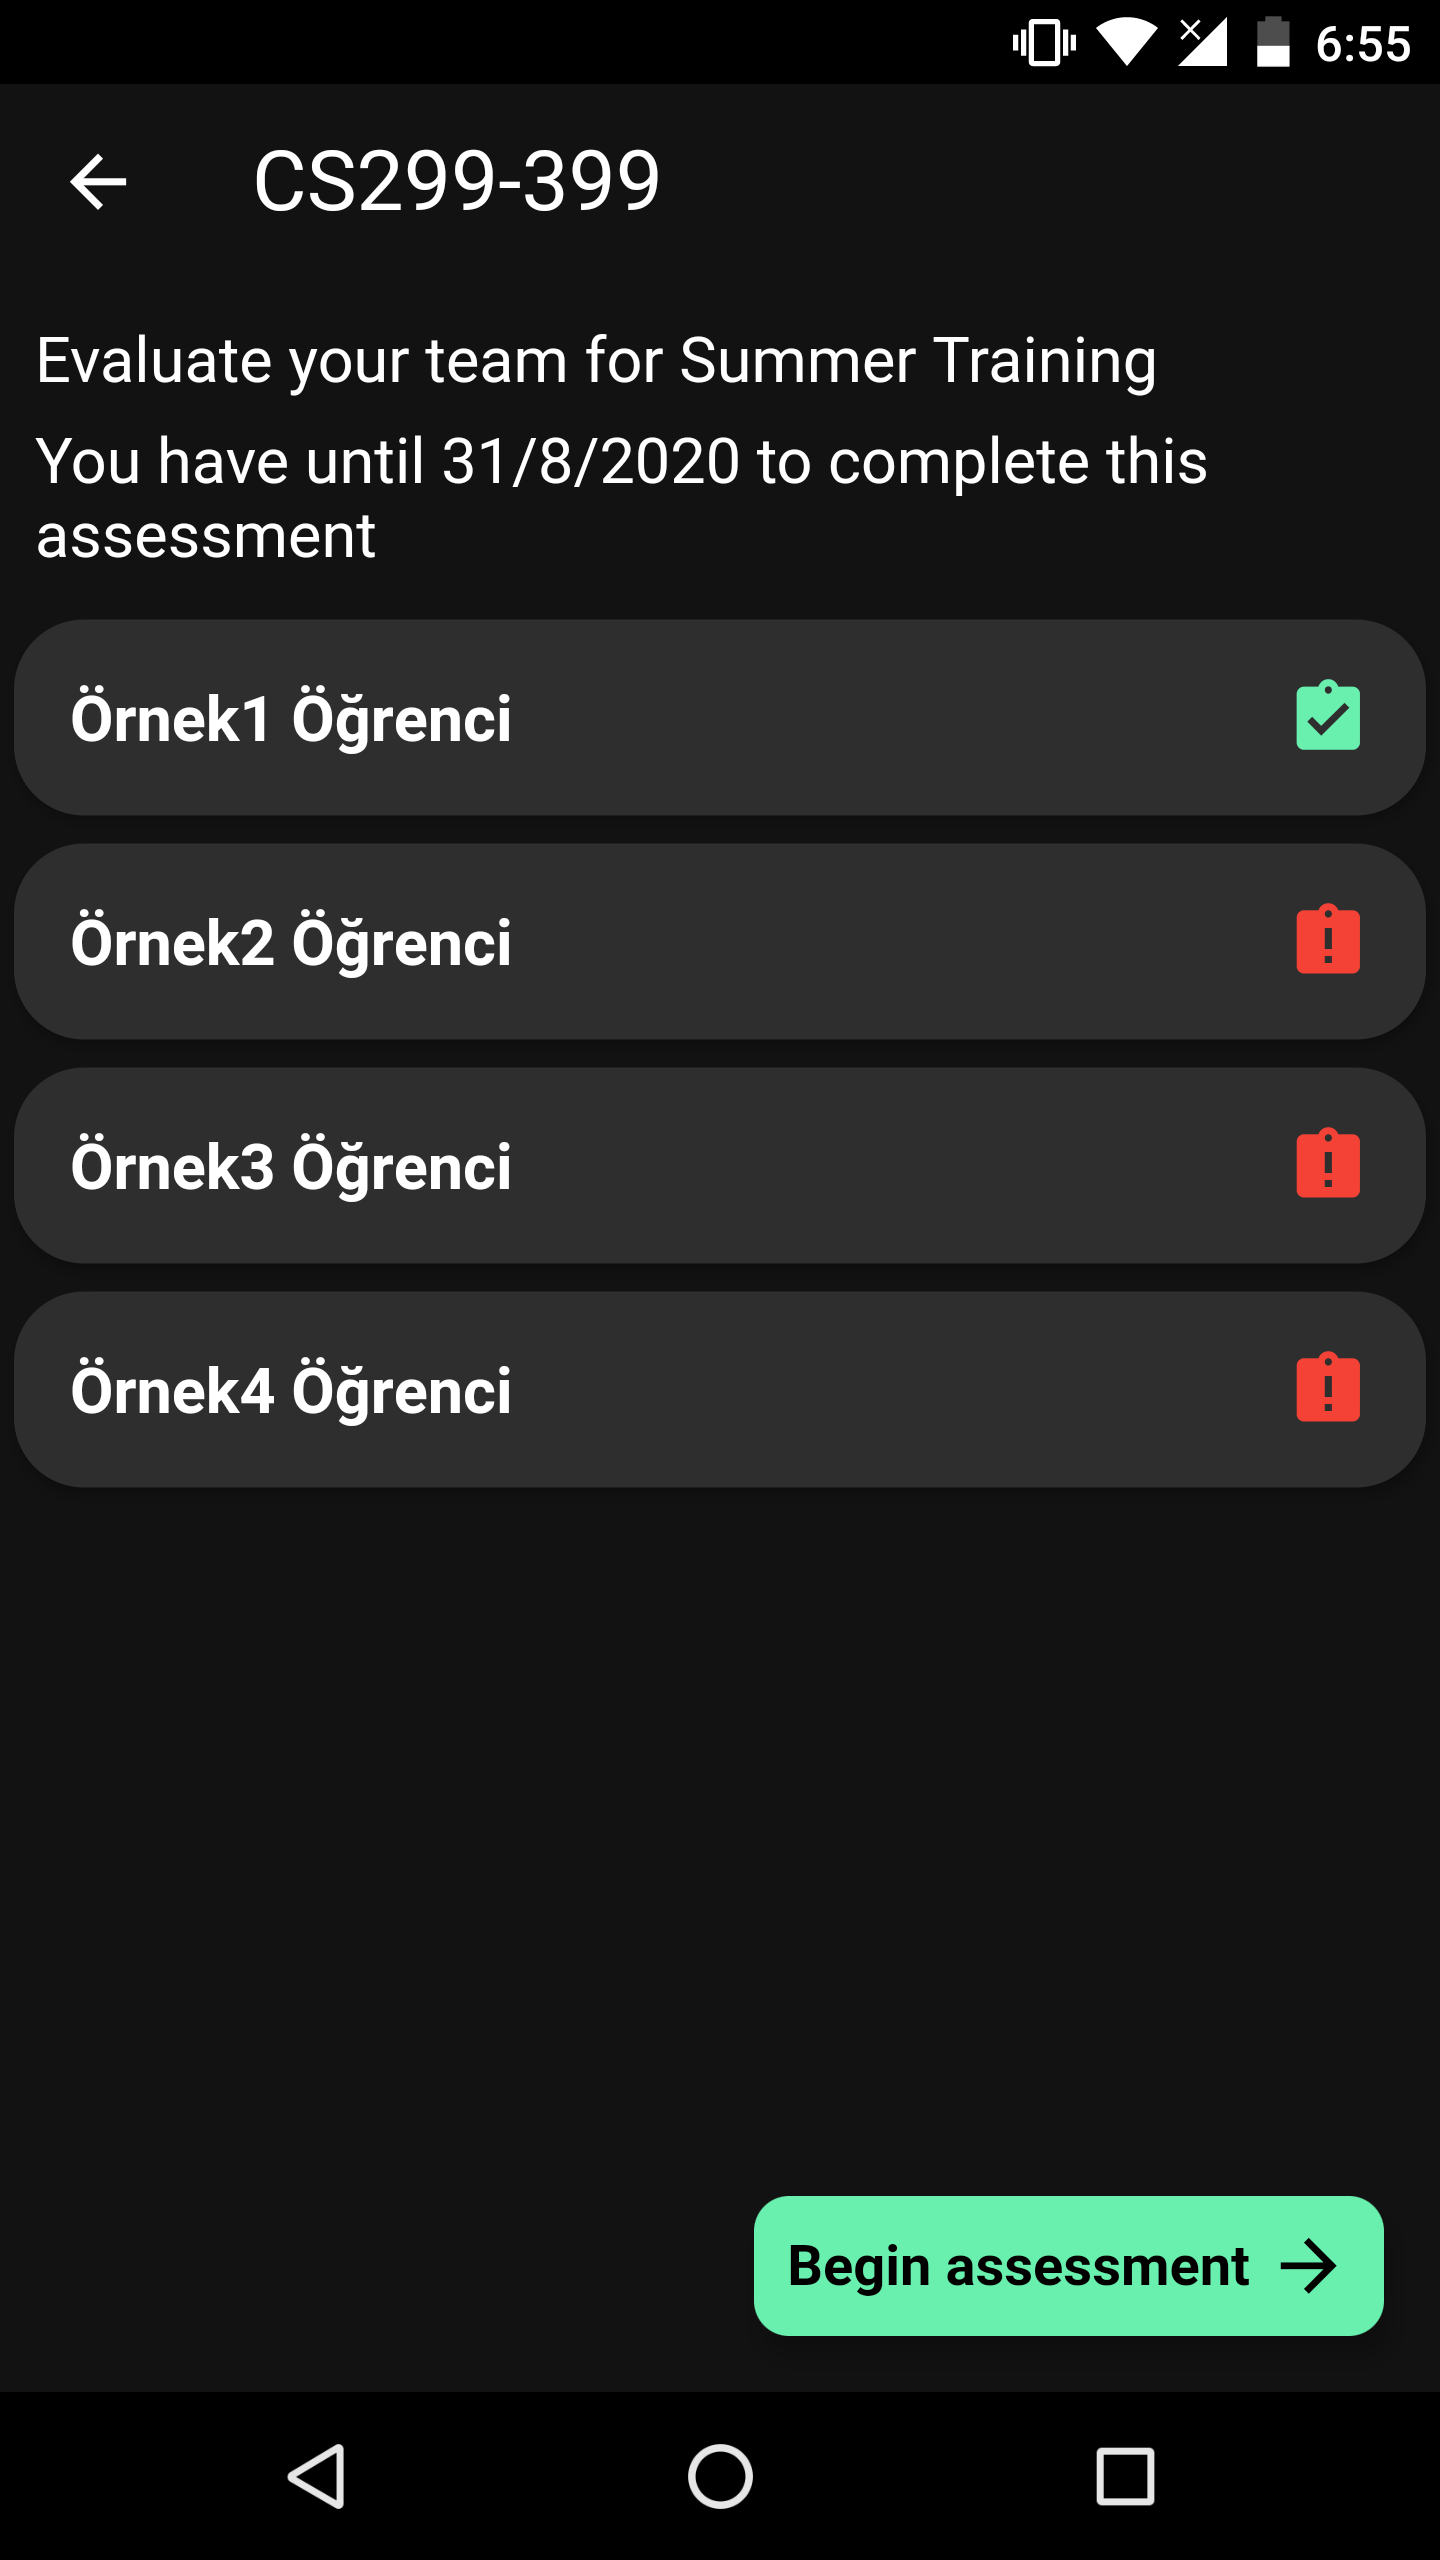 6:55
CS299-399
Evaluate your team for Summer Training
You have until 31/8/2020 to complete this
assessment
Örnek1 Öğrenci
Örnek2 Öğrenci
Örnek3 Öğrenci
Örnek4 Öğrenci
Begin assessment